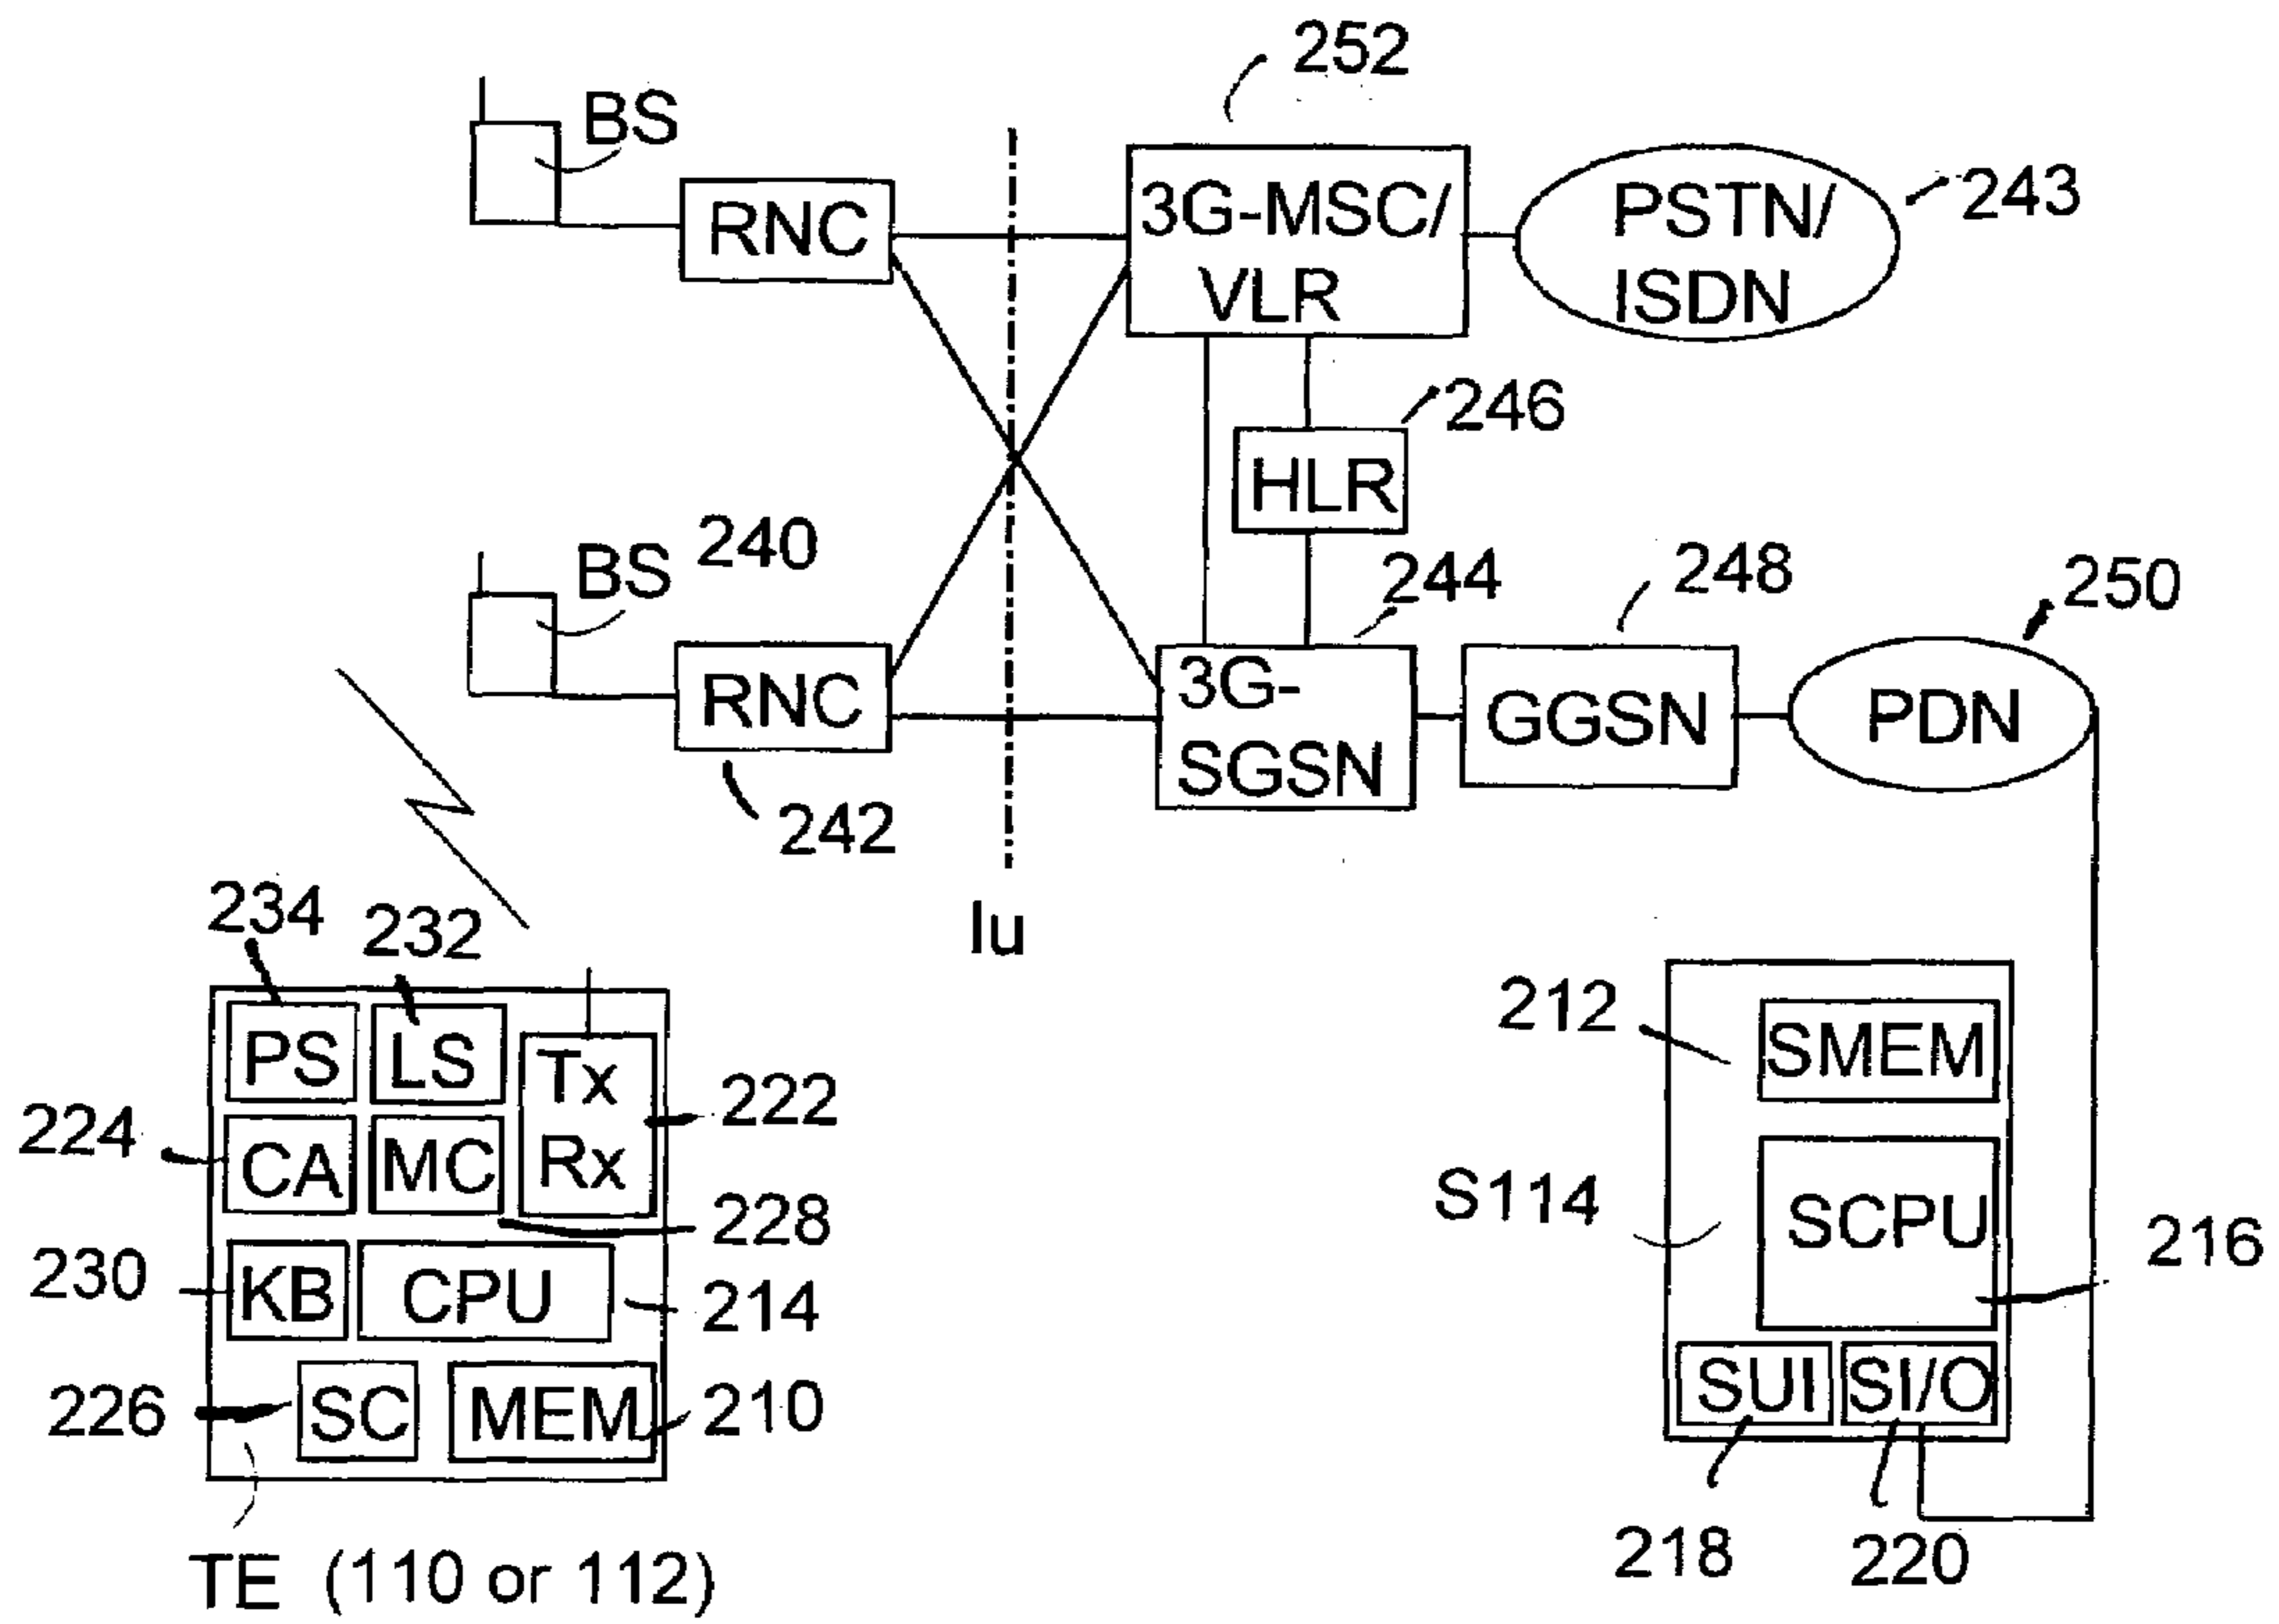 252
BS
3G-MSC/
VLR
PSTN/
ISDN
243
RNC
246
HLR
240
BS
244
248
250
RNC
3G-
SGSN
GGSN
PDN
242
Iu
234
232
PS
LS
Tx
Rx
222
224
CA
MC
228
230
KB
CPU
214
226
SC
MEM
210
TE (110 or 112)
212
SMEM
S114
SCPU
216
SUI
SI/O
218
220